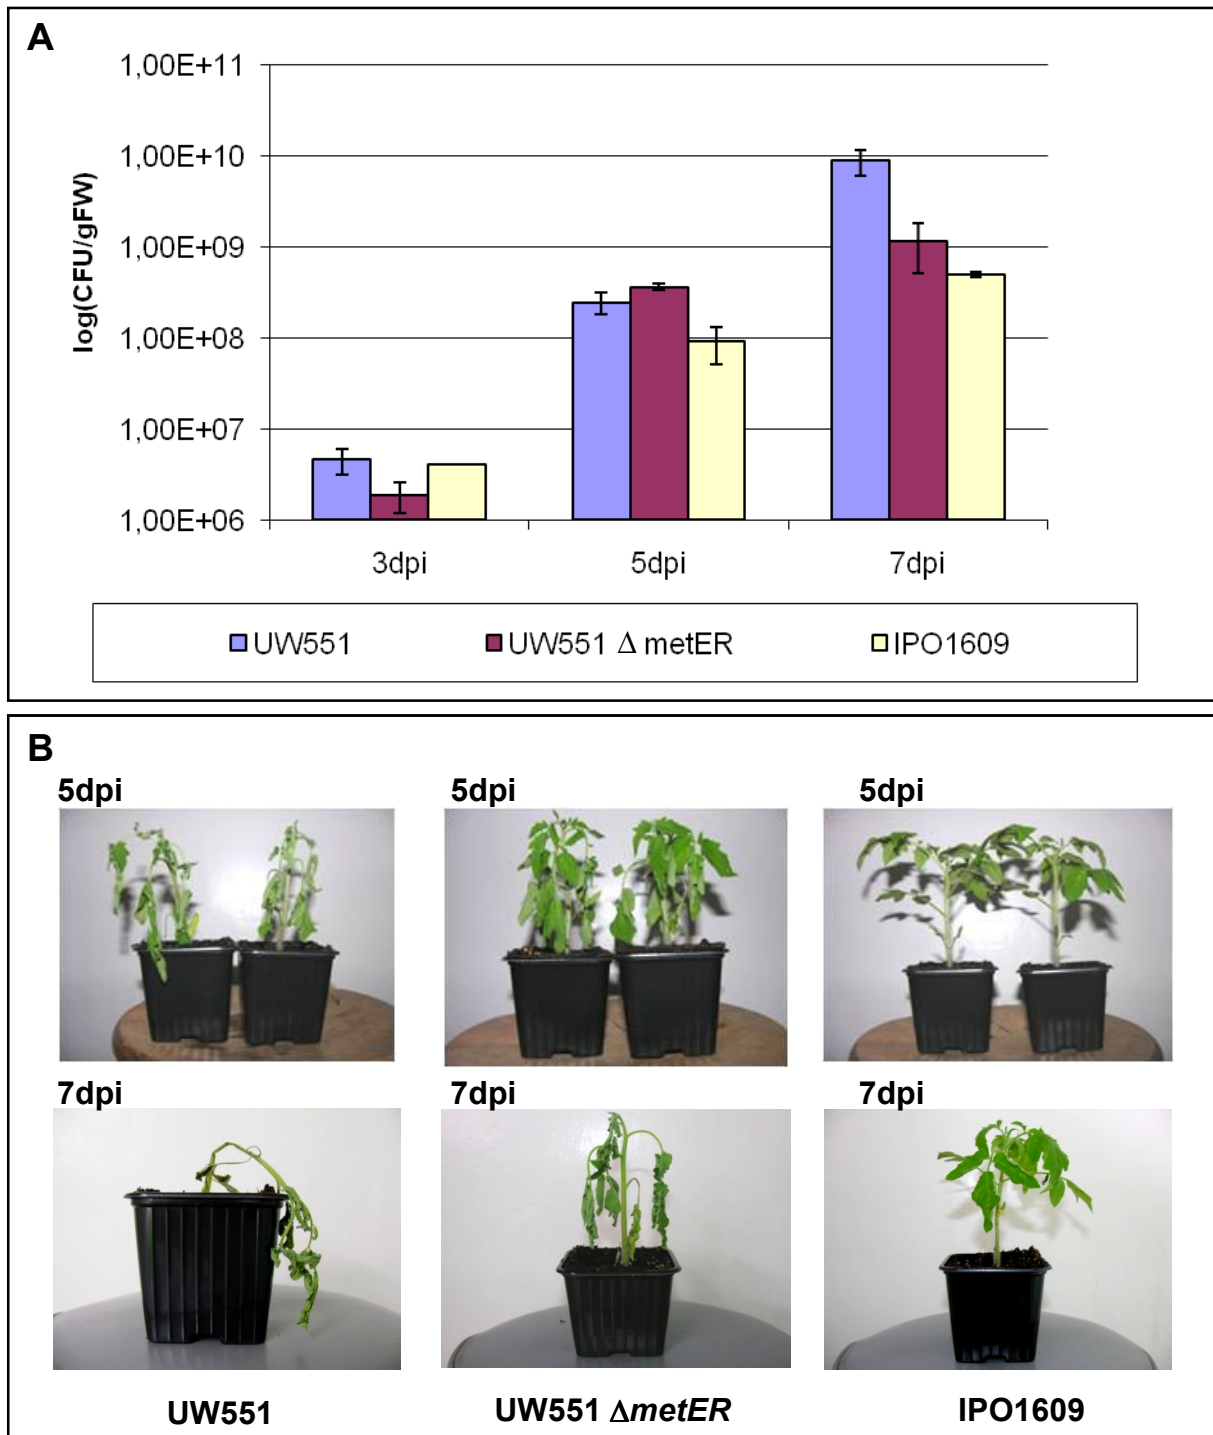 A
1,00E+11
1,00E+10
1,00E+09
1,00E+08
1,00E+07
1,00E+06
log(CFU/gFW)
3dpi 5dpi 7dpi
UW551 UW551 Δ metER IPO1609
B
5dpi 5dpi 5dpi
7dpi 7dpi 7dpi
UW551 UW551 ΔmetER IPO1609